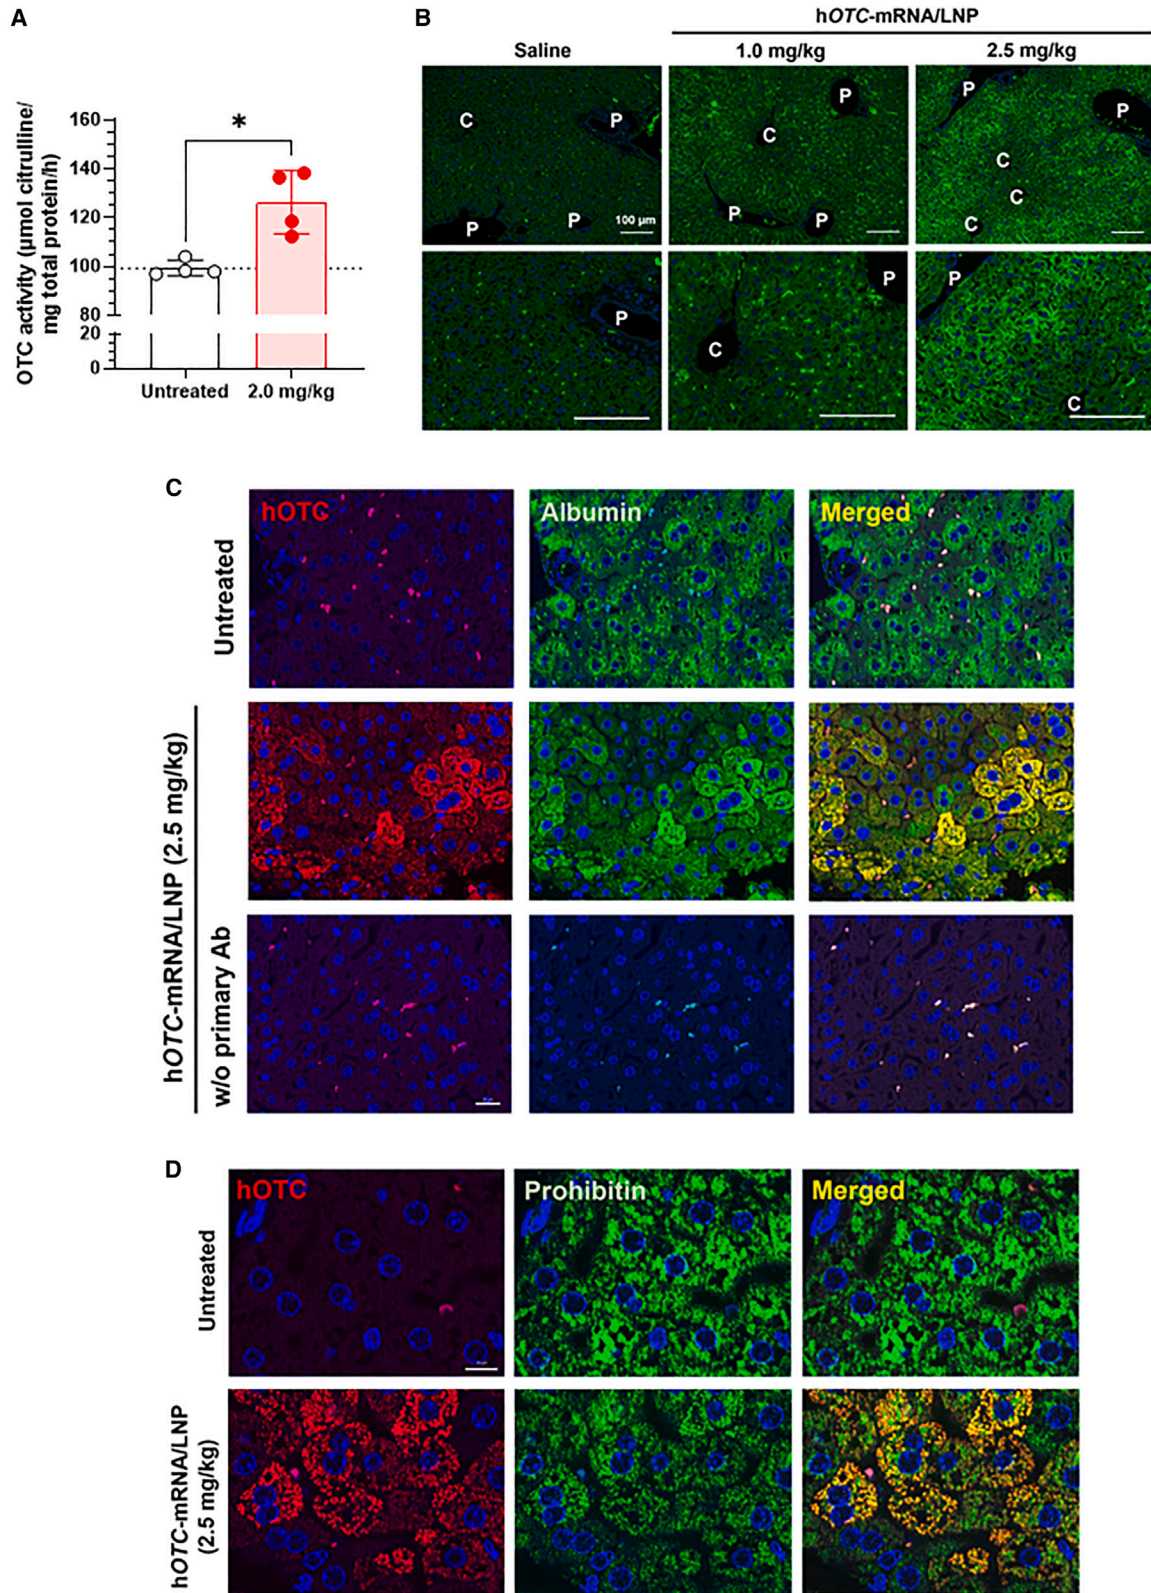 A
OTC activity (μmol citrulline/
mg total protein/h)
160
140
120
100
80
20
0
*
Untreated
2.0 mg/kg
B
hOTC-mRNA/LNP
Saline
1.0 mg/kg
2.5 mg/kg
C
P
P
P
100 μm
P
C
P
P
P
P
C
C
C
P
C
P
P
C
C
hOTC
Albumin
Merged
Untreated
hOTC-mRNA/LNP (2.5 mg/kg)
w/o primary Ab
D
hOTC
Prohibitin
Merged
Untreated
hOTC-mRNA/LNP
(2.5 mg/kg)